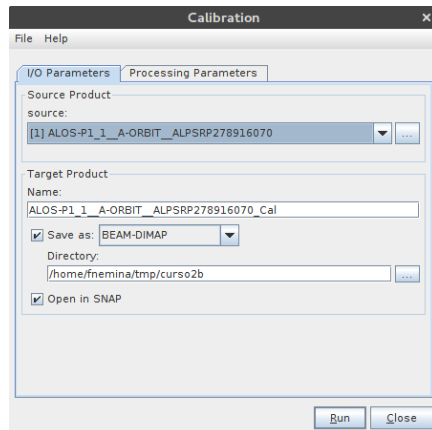 Calibration
File Help
I/O Parameters Processing Parameters
Source Product
source:
[1] ALOS-P1_1__A-ORBIT__ALPSRP278916070
...
Target Product
Name:
ALOS-P1_1__A-ORBIT__ALPSRP278916070_Cal
Save as: BEAM-DIMAP
Directory:
/home/fnemina/tmp/curso2b
...
Open in SNAP
Run Close